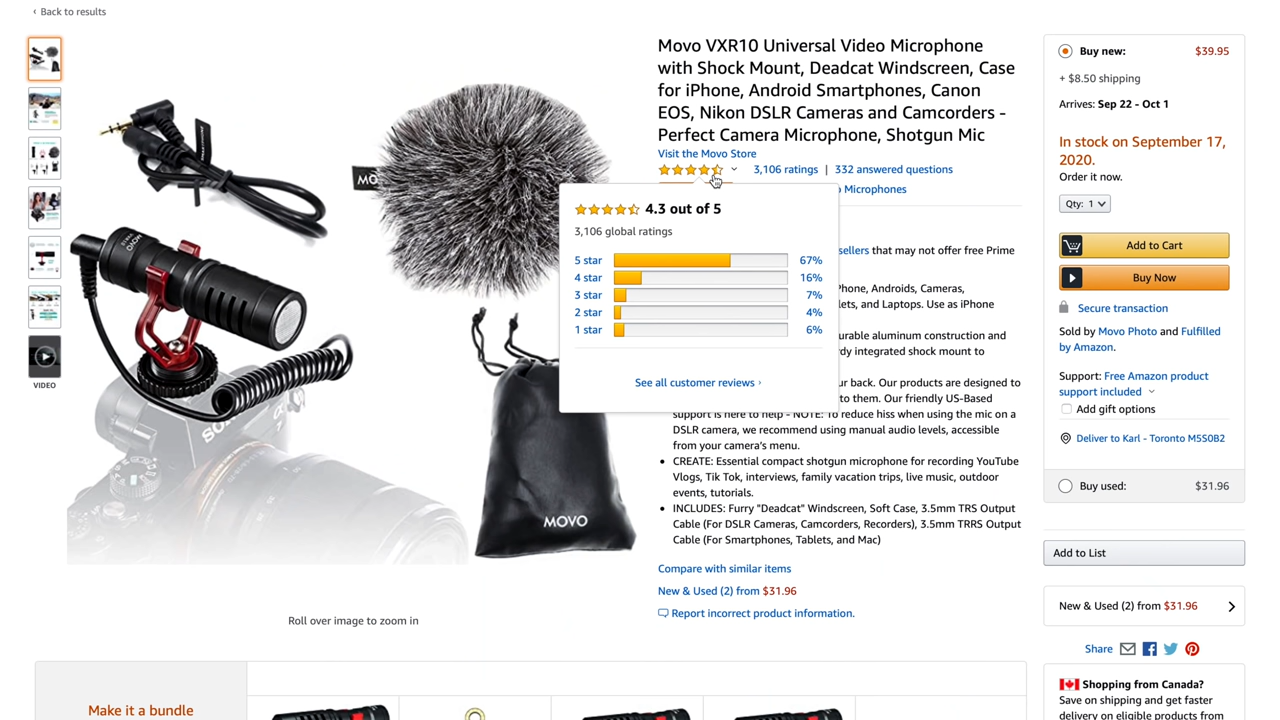 ‹ Back to results
VIDEO
MOVO
MO
SO
MOVO
Roll over image to zoom in
Movo VXR10 Universal Video Microphone
with Shock Mount, Deadcat Windscreen, Case
for iPhone, Android Smartphones, Canon
EOS, Nikon DSLR Cameras and Camcorders -
Perfect Camera Microphone, Shotgun Mic
Visit the Movo Store
3,106 ratings | 332 answered questions
Microphones
4.3 out of 5
3,106 global ratings
5 star 67%
4 star 16%
3 star 7%
2 star 4%
1 star 6%
See all customer reviews ›
sellers that may not offer free Prime
Phone, Androids, Cameras,
lets, and Laptops. Use as iPhone
urable aluminum construction and
dy integrated shock mount to
ur back. Our products are designed to
to them. Our friendly US-Based
support is here to help - NOTE: To reduce hiss when using the mic on a
DSLR camera, we recommend using manual audio levels, accessible
from your camera's menu.
• CREATE: Essential compact shotgun microphone for recording YouTube
Vlogs, Tik Tok, interviews, family vacation trips, live music, outdoor
events, tutorials.
• INCLUDES: Furry "Deadcat" Windscreen, Soft Case, 3.5mm TRS Output
Cable (For DSLR Cameras, Camcorders, Recorders), 3.5mm TRRS Output
Cable (For Smartphones, Tablets, and Mac)
Compare with similar items
New & Used (2) from $31.96
Report incorrect product information.
Buy new: $39.95
+ $8.50 shipping
Arrives: Sep 22 - Oct 1
In stock on September 17,
2020.
Order it now.
Qty: 1
Add to Cart
Buy Now
Secure transaction
Sold by Movo Photo and Fulfilled
by Amazon.
Support: Free Amazon product
support included
Add gift options
Deliver to Karl - Toronto M5S0B2
Buy used: $31.96
Add to List
New & Used (2) from $31.96
Share
Shopping from Canada?
Save on shipping and get faster
delivery on eligible products from
Make it a bundle